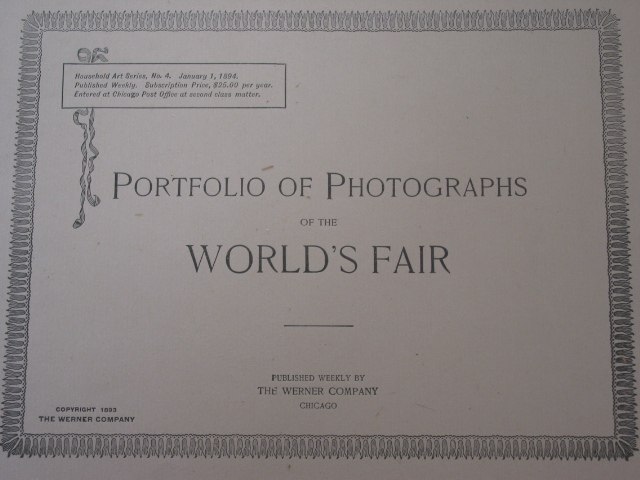 Household Art Series, No. 4. January 1, 1894.
Published Weekly. Subscription Price, $25.00 per year.
Entered at Chicago Post Office at second class matter.
PORTFOLIO OF PHOTOGRAPHS
OF THE
WORLD'S FAIR
PUBLISHED WEEKLY BY
THE WERNER COMPANY
CHICAGO
COPYRIGHT 1893
THE WERNER COMPANY